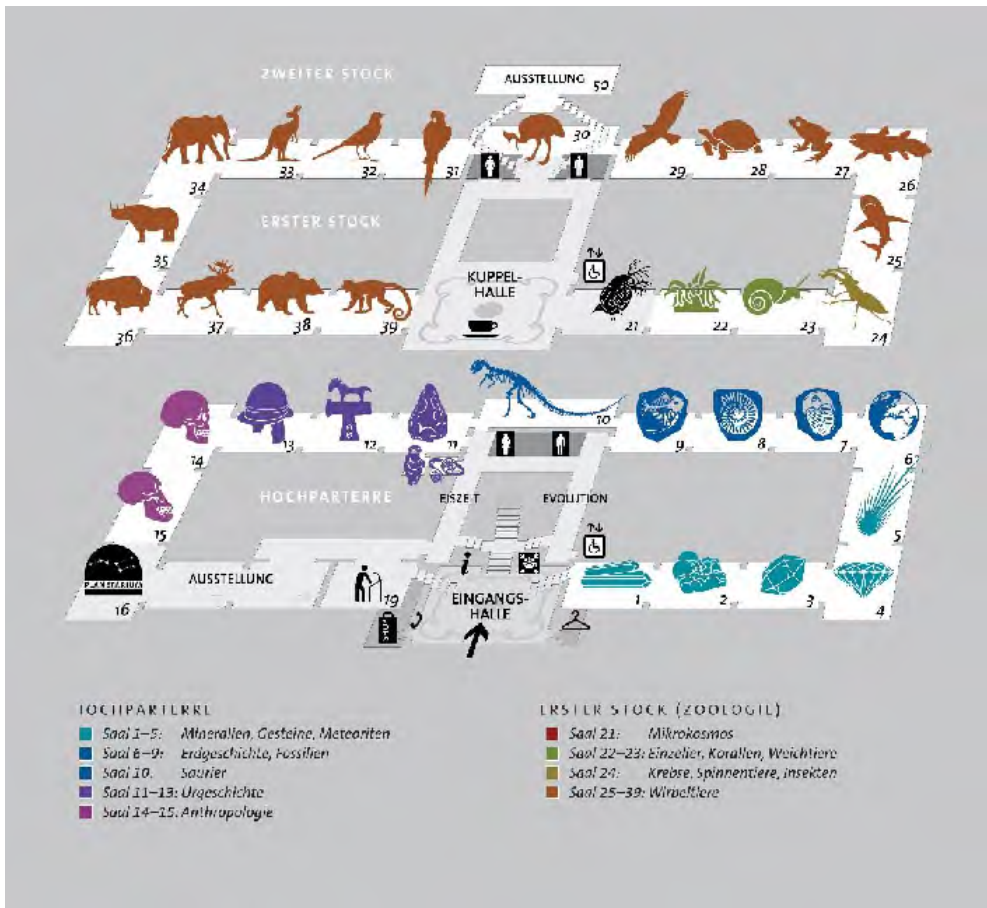 ZWEITER STOCK
AUSSTELLUNG 50
30
34 33 32 31 29 28 27 26
ERSTER STOCK
35 25
KUPPEL-
HALLE
36 37 38 39 21 22 23 24
10
14 13 12 11 9 8 7 6
HOCHPARTERRE
EISZEIT EVOLUTION
15 5
PLANETARIUM
16
AUSSTELLUNG
i
19
EINGANGS-
HALLE
1 2 3 4
HOCHPARTERRE
Saal 1–5: Mineralien, Gesteine, Meteoriten
Saal 6–9: Erdgeschichte, Fossilien
Saal 10. Saurier
Saal 11–13: Urgeschichte
Saal 14–15: Anthropologie
ERSTER STOCK (ZOOLOGIE)
Saal 21: Mikrokosmos
Saal 22–23: Einzeller, Korallen, Weichtiere
Saal 24: Krebse, Spinnentiere, Insekten
Saal 25–39: Wirbeltiere